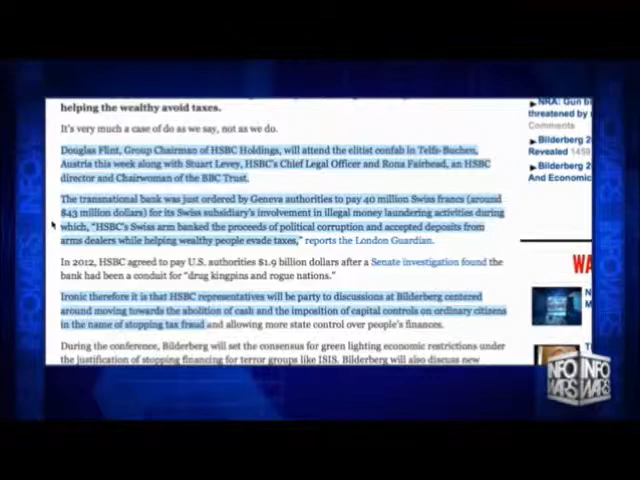 helping the wealthy avoid taxes.
It's very much a case of do as we say, not as we do.
Douglas Flint, Group Chairman of HSBC Holdings, will attend the elitist confab in Telfs-Buchen,
Austria this week along with Stuart Levey, HSBC's Chief Legal Officer and Rona Fairhead, an HSBC
director and Chairwoman of the BBC Trust.
The transnational bank was just ordered by Geneva authorities to pay 40 million Swiss francs (around
$43 million dollars) for its Swiss subsidiary's involvement in illegal money laundering activities during
which, "HSBC's Swiss arm banked the proceeds of political corruption and accepted deposits from
arms dealers while helping wealthy people evade taxes," reports the London Guardian.
In 2012, HSBC agreed to pay U.S. authorities $1.9 billion dollars after a Senate investigation found the
bank had been a conduit for "drug kingpins and rogue nations."
Ironic therefore it is that HSBC representatives will be party to discussions at Bilderberg centered
around moving towards the abolition of cash and the imposition of capital controls on ordinary citizens
in the name of stopping tax fraud and allowing more state control over people's finances.
During the conference, Bilderberg will set the consensus for green lighting economic restrictions under
the justification of stopping financing for terror groups like ISIS. Bilderberg will also discuss new
NRA: Gun
threatened by
Comments
Bilderberg 2
Revealed
Bilderberg 2
And Economic
WA
N
M
T
INFO WARS
INFO WARS